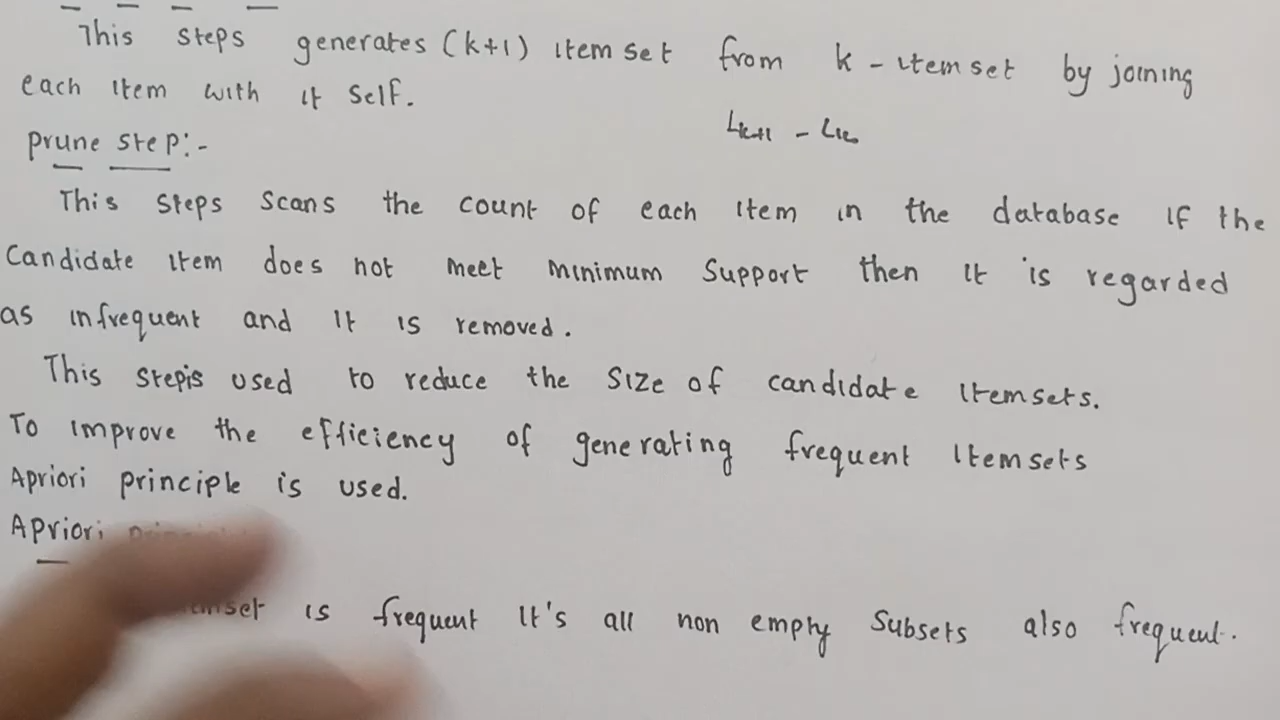 This steps generates (k+1) itemset from k - itemset by joining
each item with it self.
Lk+1 - Lk
prune step:-
This steps scans the count of each item in the database if the
Candidate item does not meet minimum support then it is regarded
as infrequent and it is removed.
This step is used to reduce the size of candidate itemsets.
To improve the efficiency of generating frequent itemsets
Apriori principle is used.
Apriori
is frequent it's all non empty subsets also frequent.